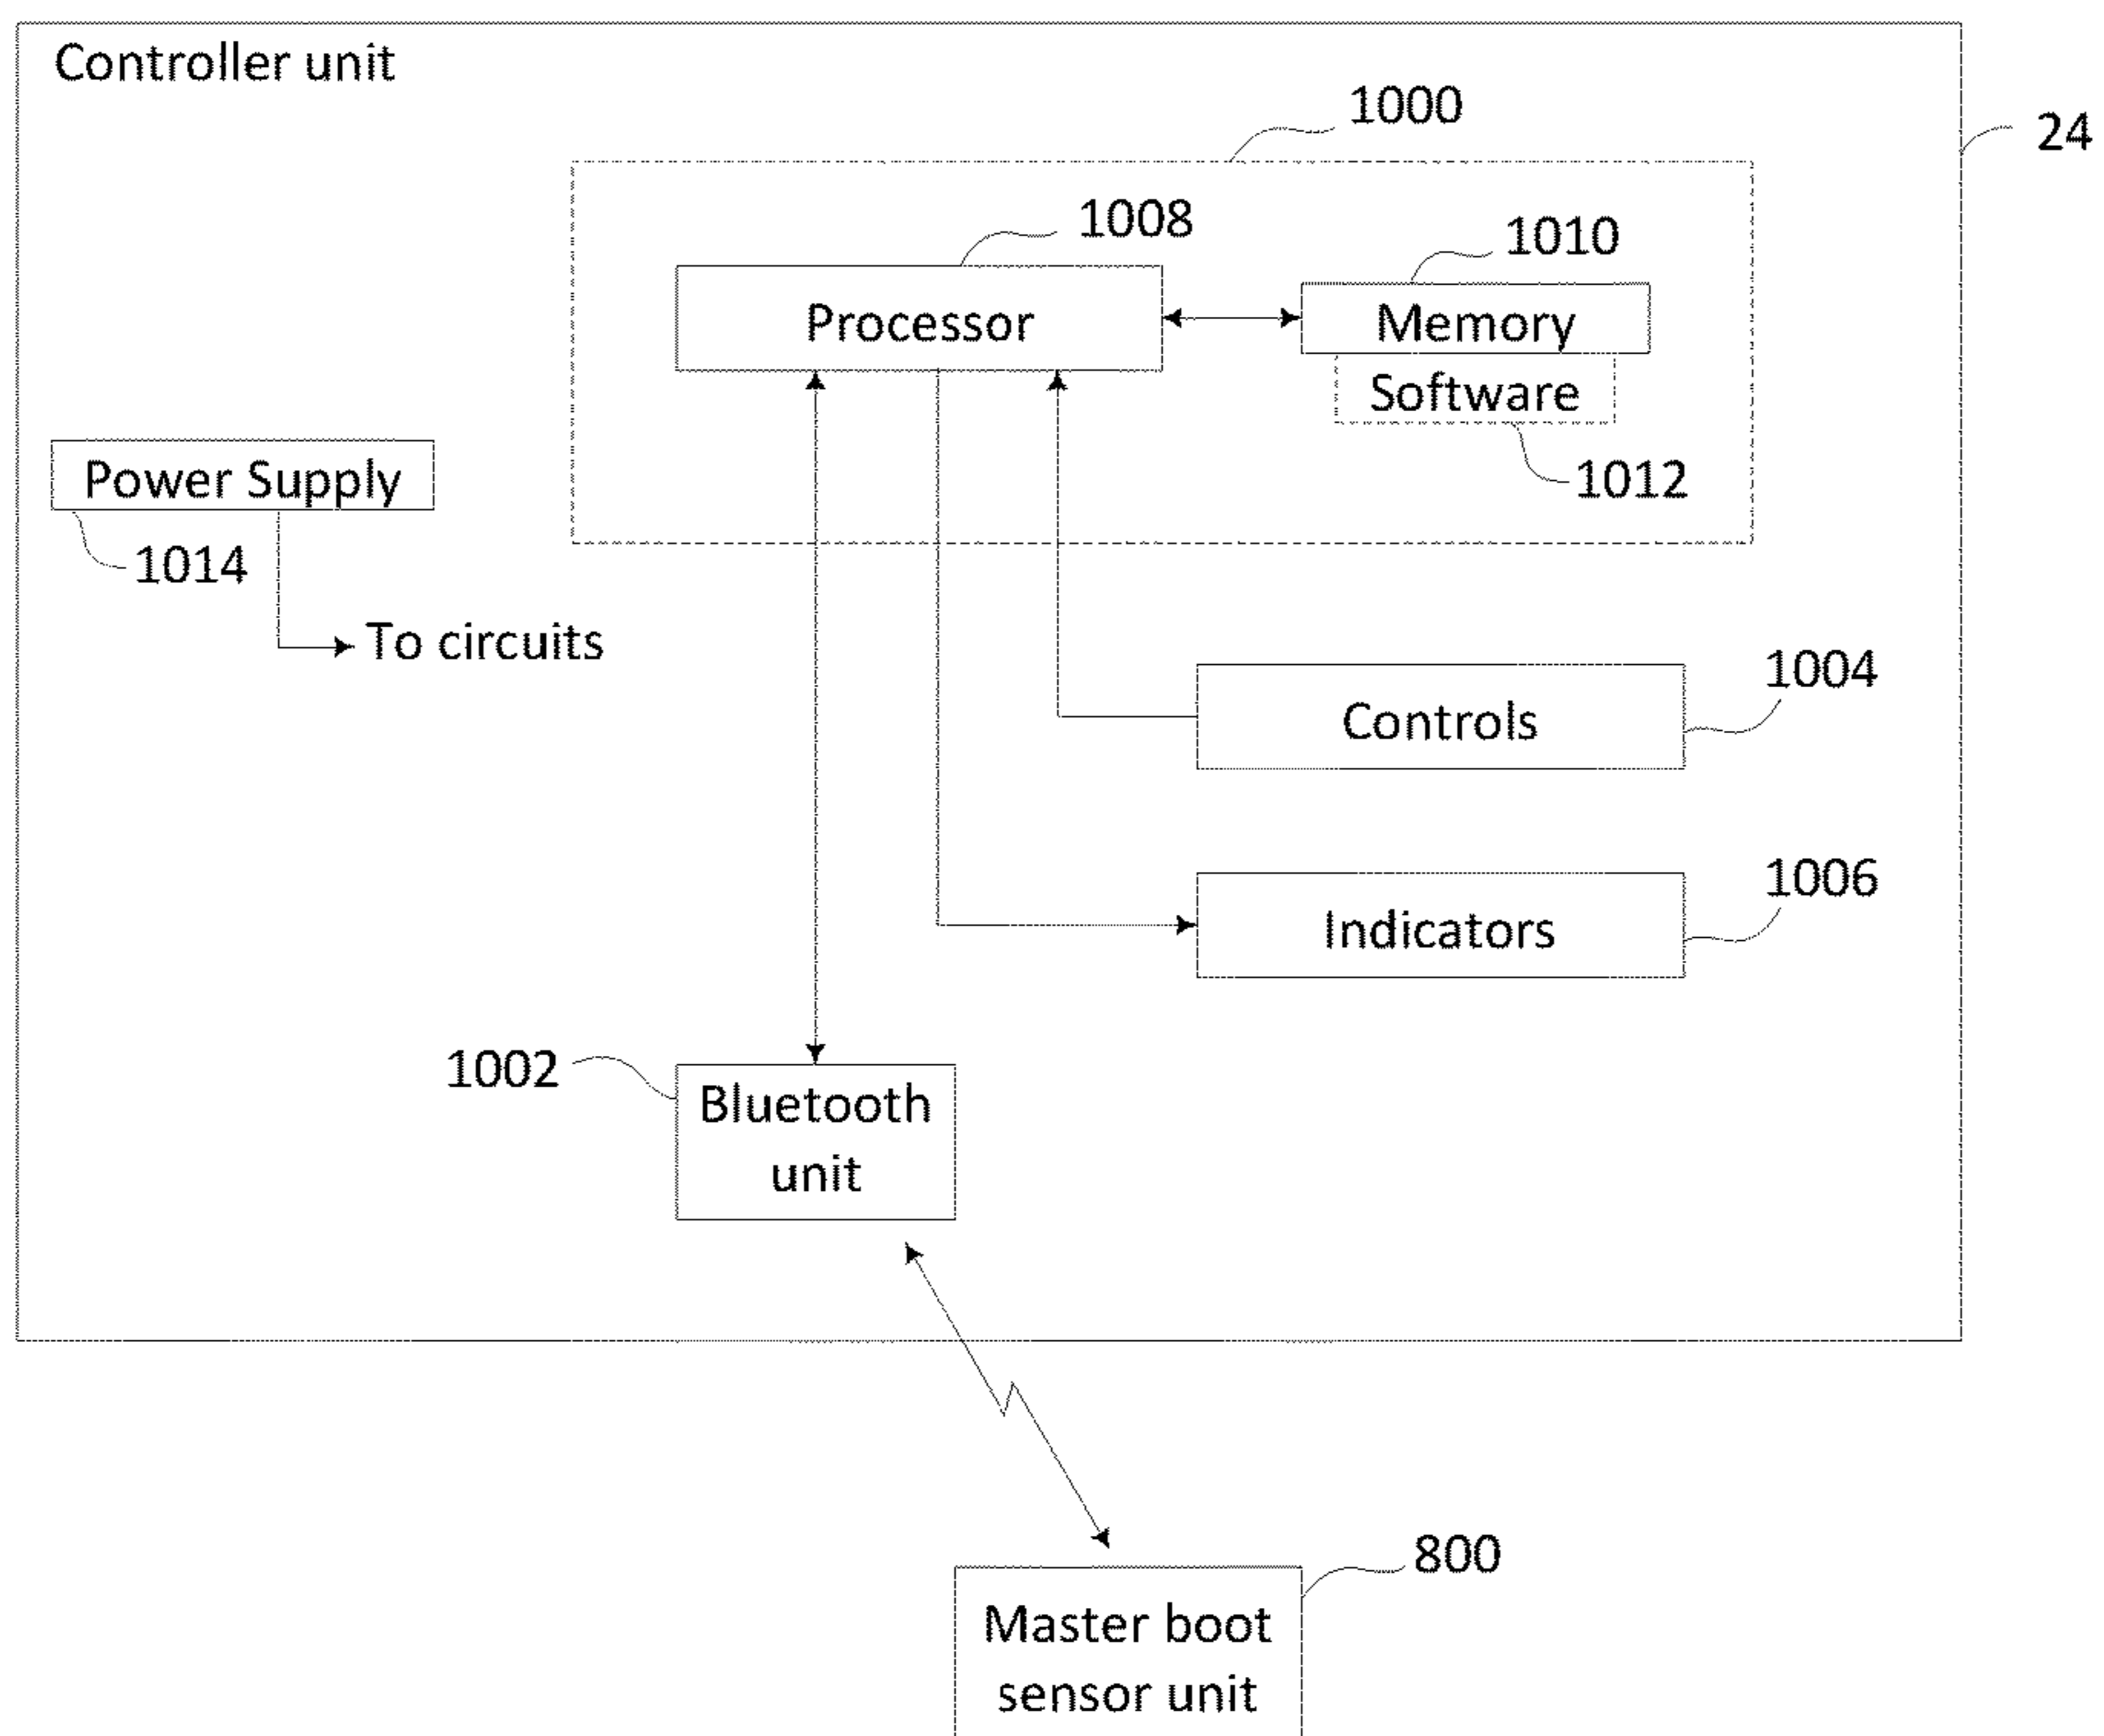 Controller unit
1000
24
1008
1010
Processor
Memory
Software
1012
Power Supply
1014
To circuits
1004
Controls
1006
Indicators
1002
Bluetooth
unit
800
Master boot
sensor unit